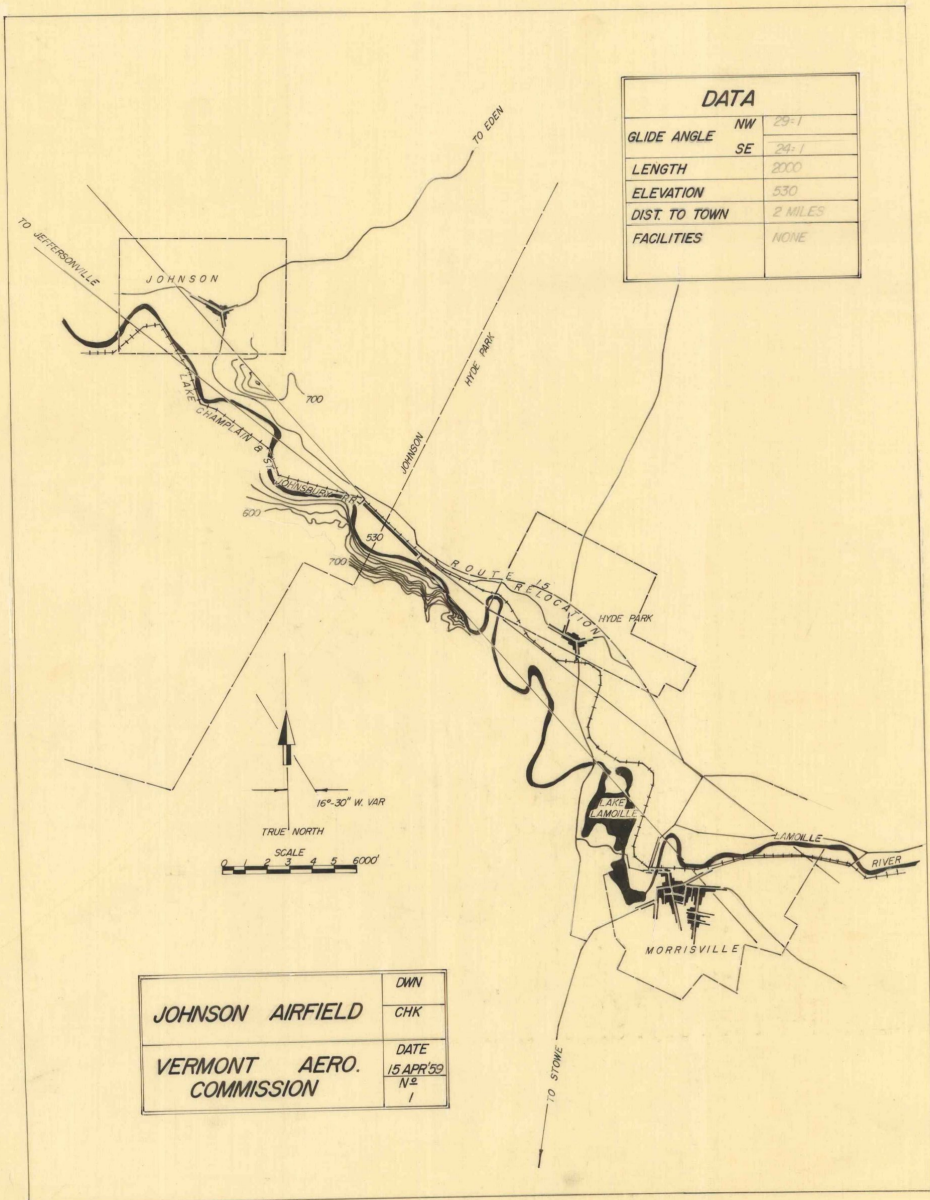 DATA
GLIDE ANGLE NW 29=1
SE 24:1
LENGTH 2000
ELEVATION 530
DIST. TO TOWN 2 MILES
FACILITIES NONE
TO EDEN
TO JEFFERSONVILLE
JOHNSON
700
LAKE CHAMPLAIN & ST. JOHNSBURY
HYDE PARK
JOHNSON
600
530
700
ROUTE 15
RELOCATION
HYDE PARK
16°-30" W. VAR
TRUE NORTH
SCALE
0 1 2 3 4 5 6000'
LAKE
LAMOILLE
LAMOILLE RIVER
MORRISVILLE
TO STOWE
JOHNSON AIRFIELD
DWN
CHK
VERMONT AERO.
COMMISSION
DATE
15 APR '59
Nº
1